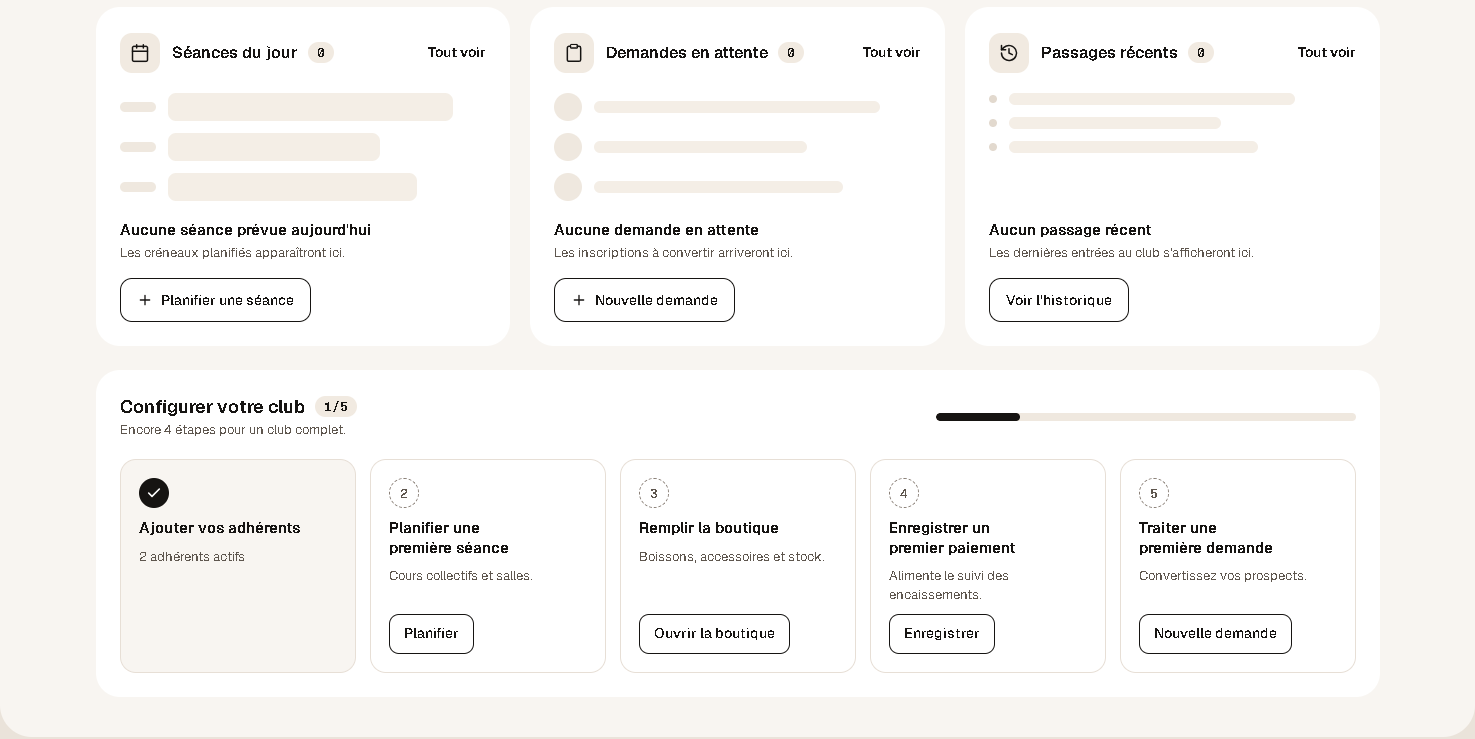 Séances du jour 0 Tout voir
Demandes en attente 0 Tout voir
Passages récents 0 Tout voir
Aucune séance prévue aujourd'hui
Les créneaux planifiés apparaîtront ici.
Planifier une séance
Aucune demande en attente
Les inscriptions à convertir arriveront ici.
Nouvelle demande
Aucun passage récent
Les dernières entrées au club s'afficheront ici.
Voir l'historique
Configurer votre club 1/5
Encore 4 étapes pour un club complet.
Ajouter vos adhérents
2 adhérents actifs
2
Planifier une
première séance
Cours collectifs et salles.
Planifier
3
Remplir la boutique
Boissons, accessoires et stock.
Ouvrir la boutique
4
Enregistrer un
premier paiement
Alimente le suivi des
encaissements.
Enregistrer
5
Traiter une
première demande
Convertissez vos prospects.
Nouvelle demande